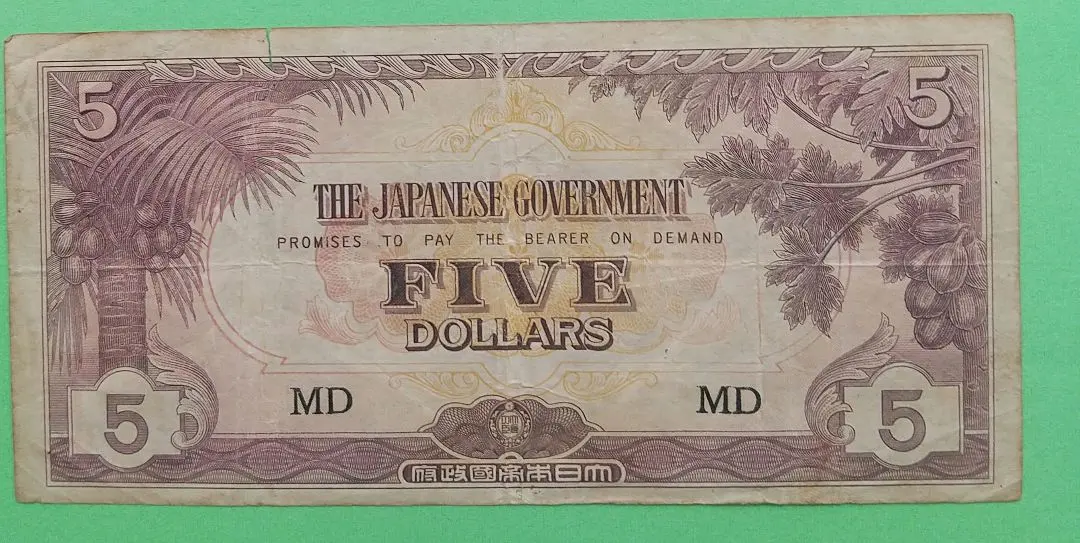 5 5
THE JAPANESE GOVERNMENT
PROMISES TO PAY THE BEARER ON DEMAND
FIVE
DOLLARS
MD MD
5 5
大日本帝國政府